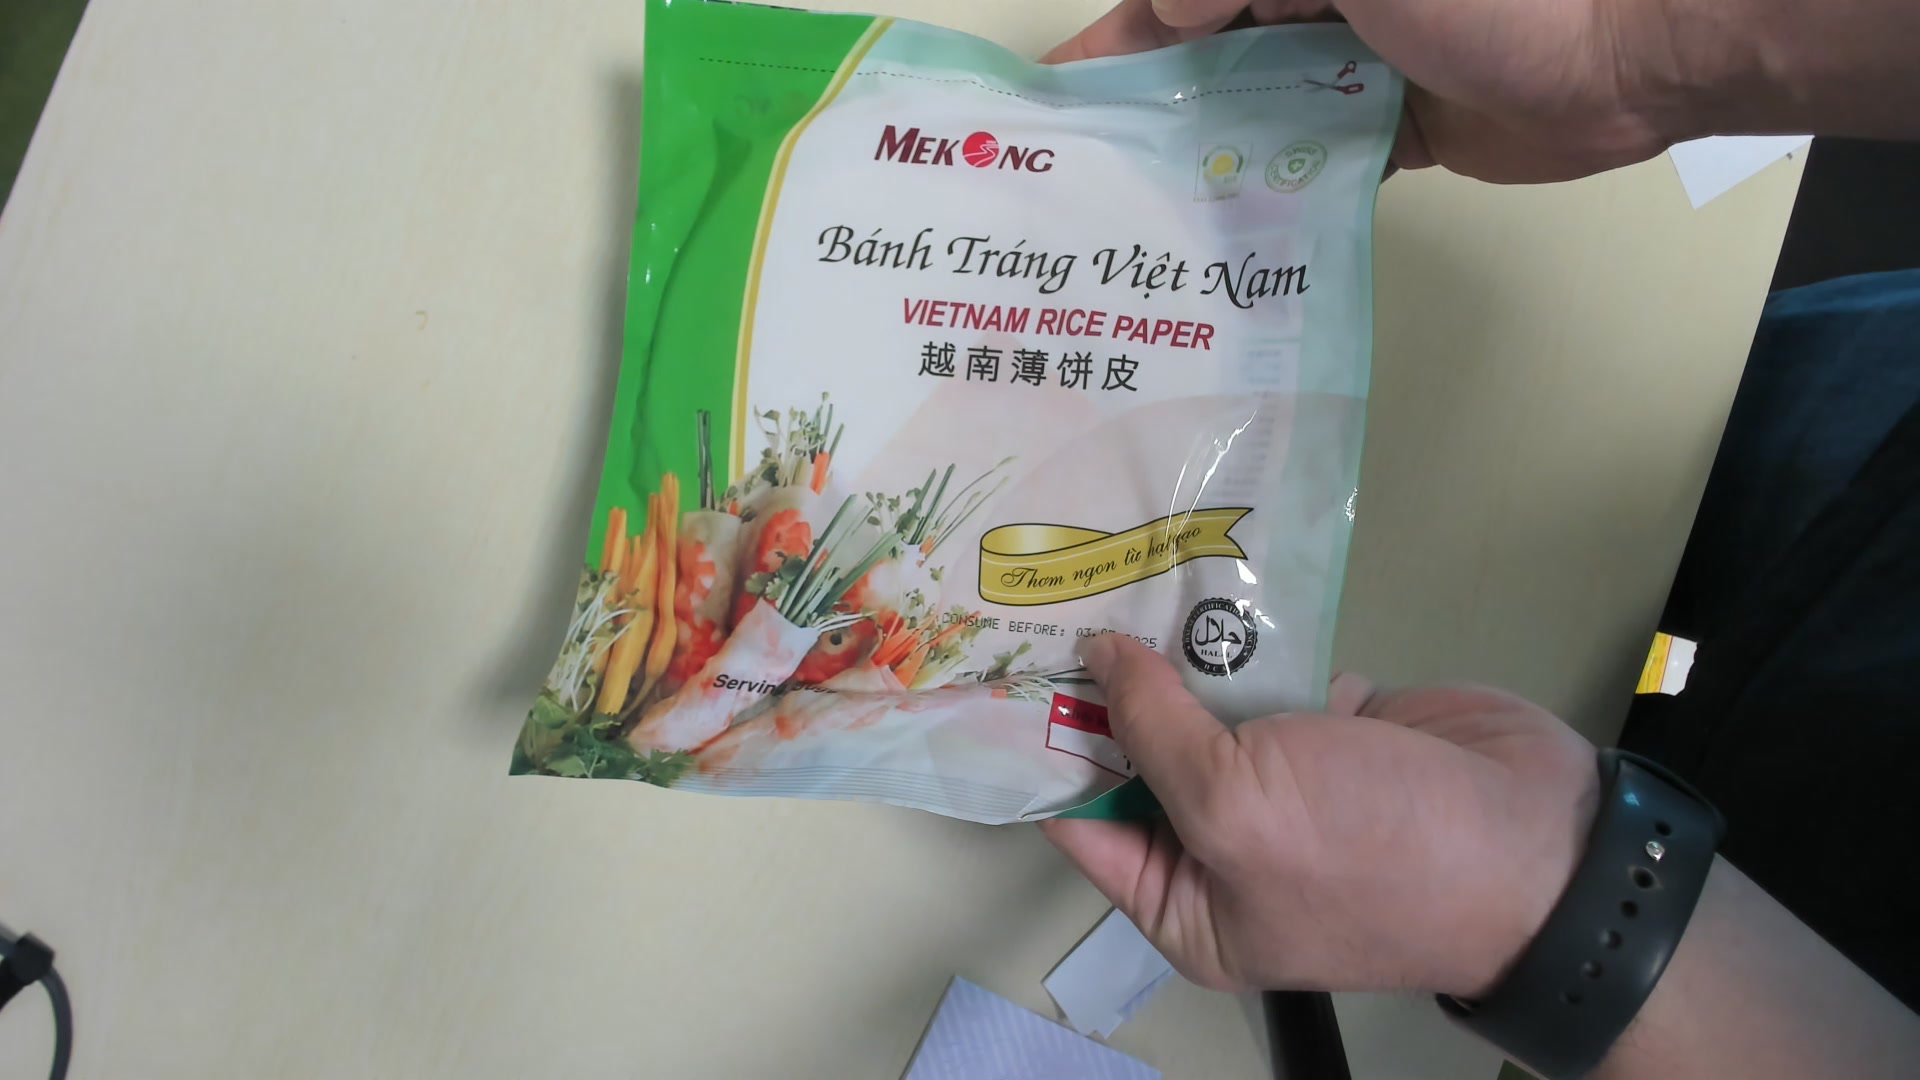 MEKONG
Bánh Tráng Việt Nam
VIETNAM RICE PAPER
越南薄饼皮
Thơm ngon từ hạt gạo
CONSUME BEFORE: 03.
HALAL